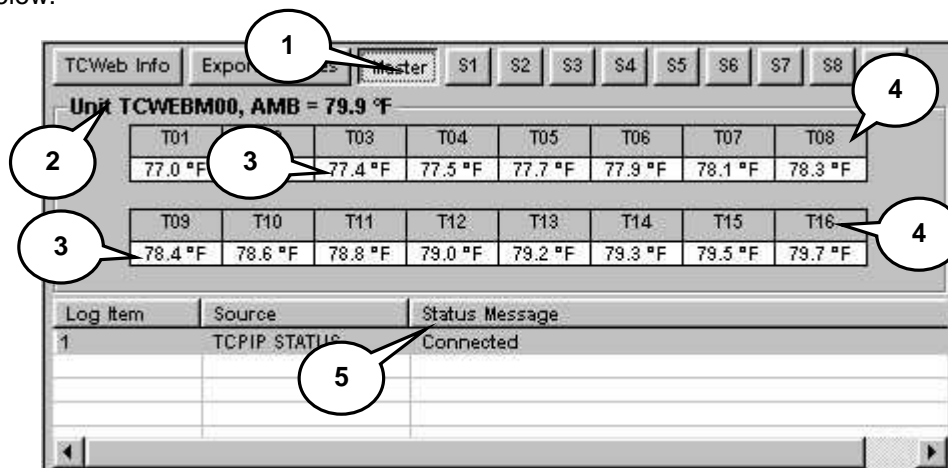 1
TCWeb Info Master S1 S2 S3 S4 S5 S6 S7 S8
4
Unit TCWEBM00, AMB = 79.9 °F
2
T01 T03 T04 T05 T06 T07 T08
3
77.0 °F 77.4 °F 77.5 °F 77.7 °F 77.9 °F 78.1 °F 78.3 °F
T09 T10 T11 T12 T13 T14 T15 T16
4
3
78.4 °F 78.6 °F 78.8 °F 79.0 °F 79.2 °F 79.3 °F 79.5 °F 79.7 °F
Log Item Source Status Message
1 TCPIP STATUS Connected
5